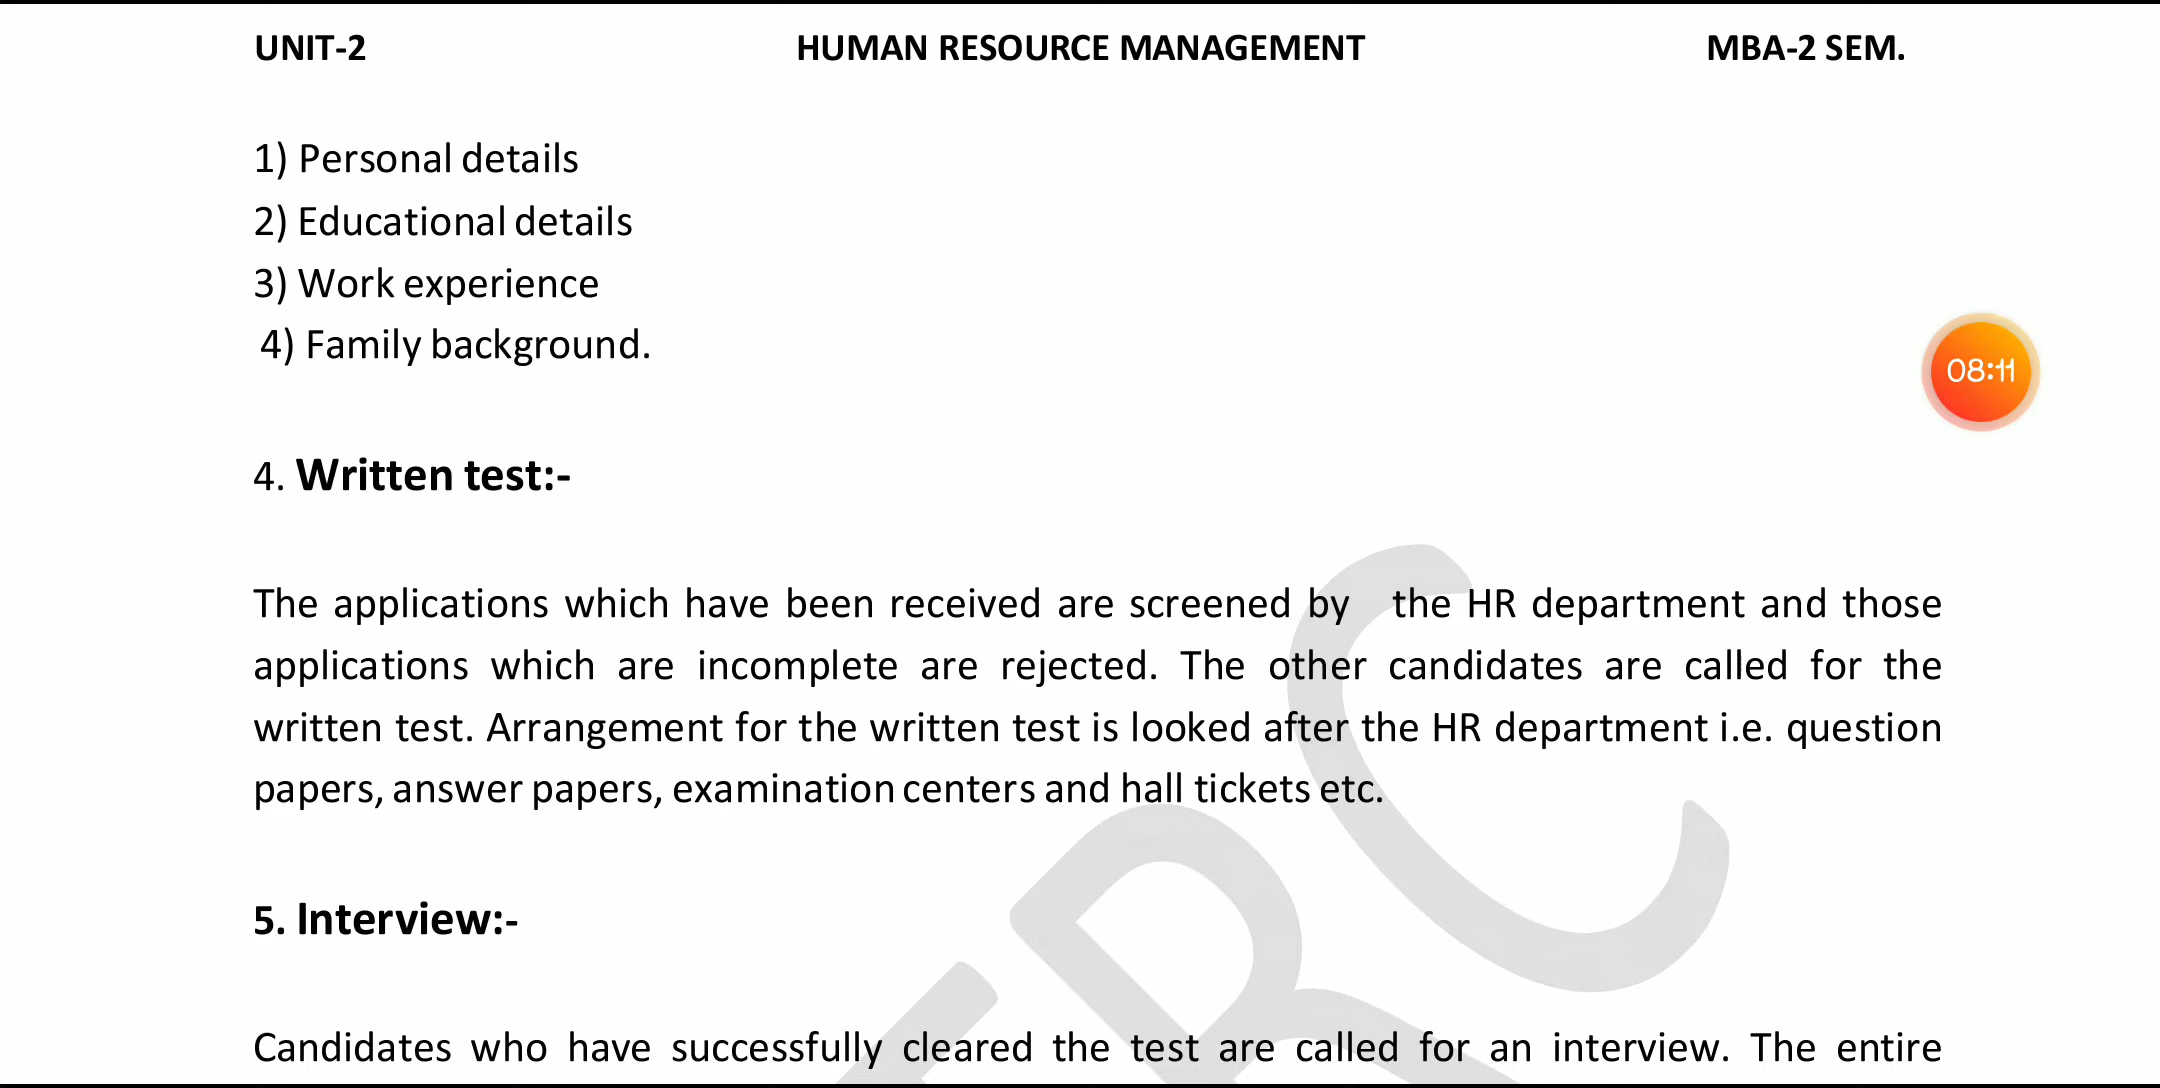 UNIT-2 HUMAN RESOURCE MANAGEMENT MBA-2 SEM.
1) Personal details
2) Educational details
3) Work experience
4) Family background.
08:11
4. Written test:-
The applications which have been received are screened by the HR department and those
applications which are incomplete are rejected. The other candidates are called for the
written test. Arrangement for the written test is looked after the HR department i.e. question
papers, answer papers, examination centers and hall tickets etc.
5. Interview:-
Candidates who have successfully cleared the test are called for an interview. The entire